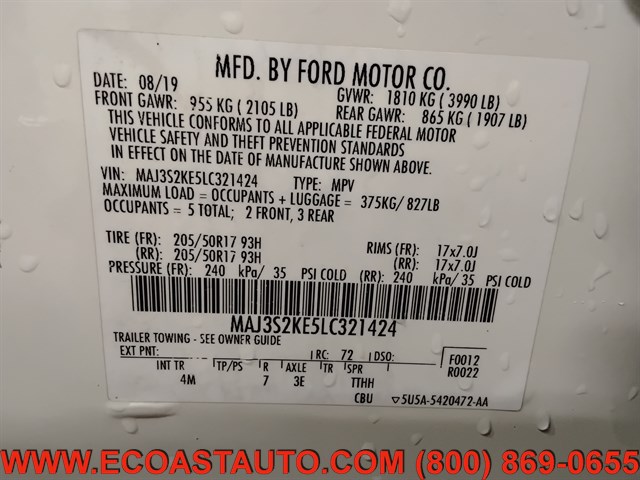 MFD. BY FORD MOTOR CO.
DATE: 08/19 GVWR: 1810 KG ( 3990 LB)
FRONT GAWR: 955 KG ( 2105 LB) REAR GAWR: 865 KG ( 1907 LB)
THIS VEHICLE CONFORMS TO ALL APPLICABLE FEDERAL MOTOR
VEHICLE SAFETY AND THEFT PREVENTION STANDARDS
IN EFFECT ON THE DATE OF MANUFACTURE SHOWN ABOVE.
VIN: MAJ3S2KE5LC321424 TYPE: MPV
MAXIMUM LOAD = OCCUPANTS + LUGGAGE = 375KG/ 827LB
OCCUPANTS = 5 TOTAL; 2 FRONT, 3 REAR
TIRE (FR): 205/50R17 93H RIMS (FR): 17x7.0J
(RR): 205/50R17 93H (RR): 17x7.0J
PRESSURE (FR): 240 kPa/ 35 PSI COLD (RR): 240 kPa/ 35 PSI COLD
MAJ3S2KE5LC321424
TRAILER TOWING - SEE OWNER GUIDE
EXT PNT: RC: 72 DSO: F0012
R0022
INT TR TP/PS R AXLE TR SPR
4M 7 3E TTHH
CBU ▽5U5A-5420472-AA
WWW.ECOASTAUTO.COM (800) 869-0655